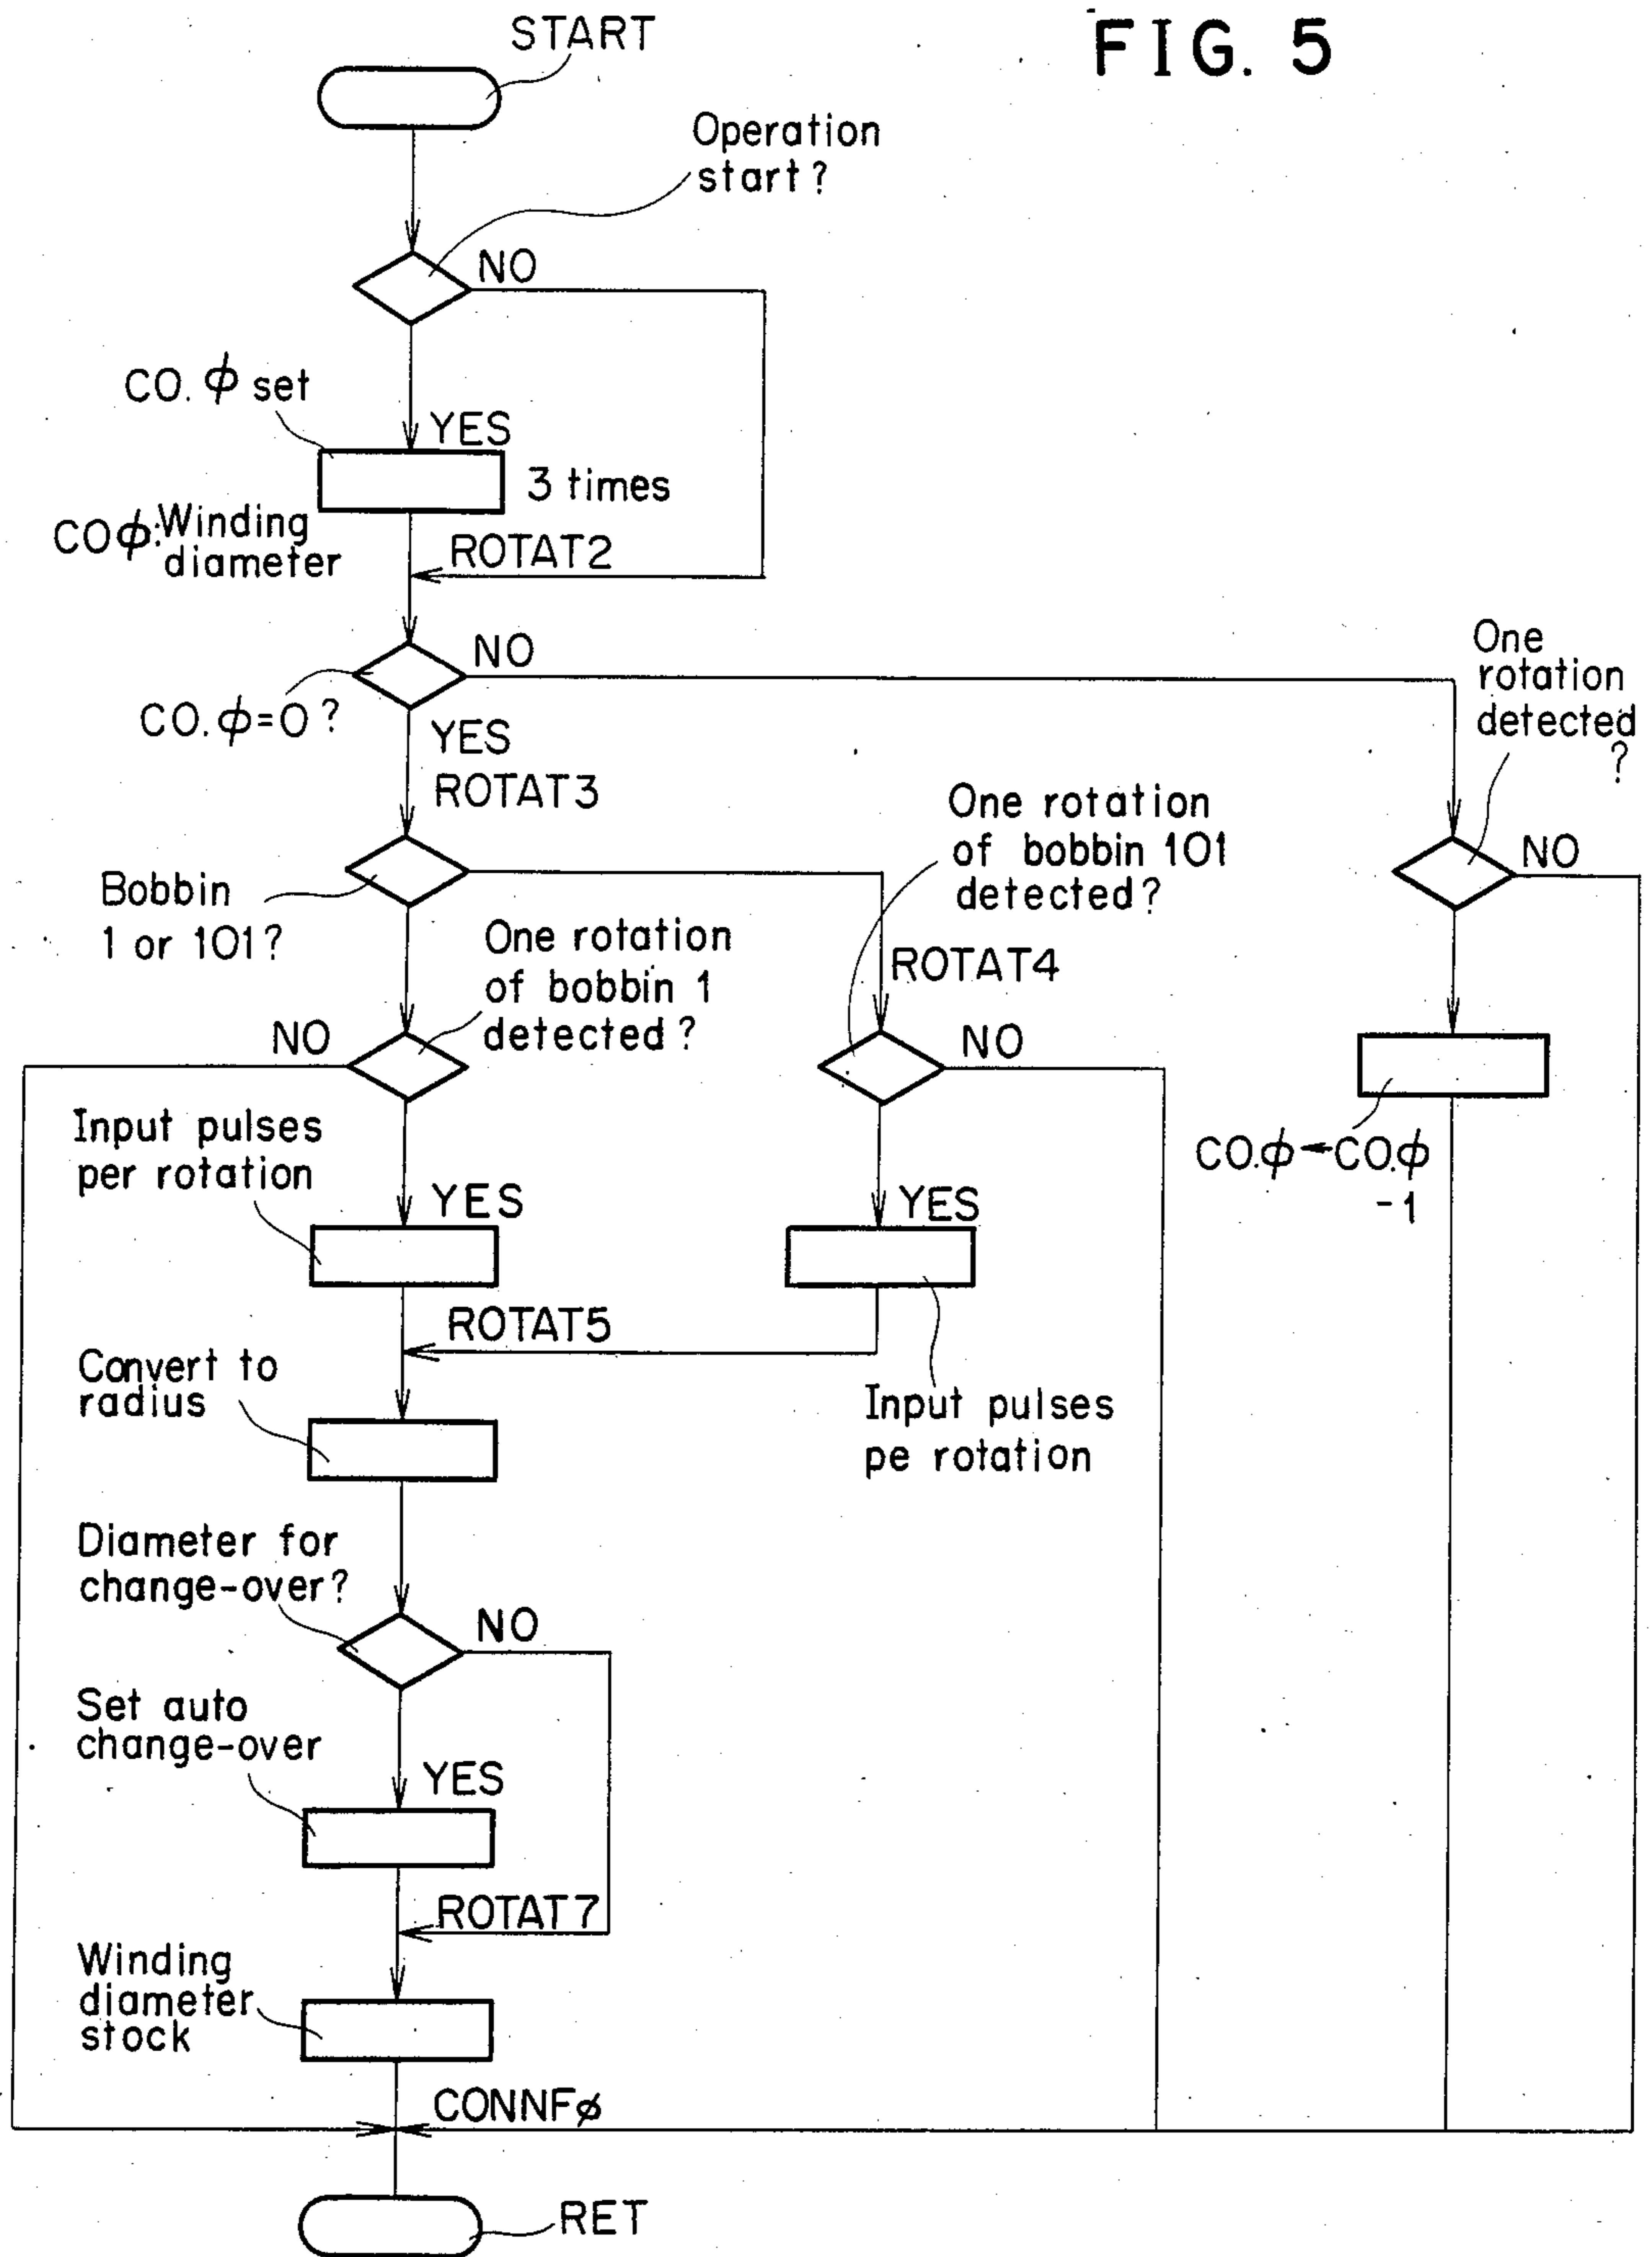 FIG. 5
START
Operation
start?
NO
CO. ϕ set
YES
3 times
COϕ: Winding
diameter
ROTAT2
NO
CO. ϕ=0?
YES
ROTAT3
One
rotation
detected
?
NO
Bobbin
1 or 101?
One rotation
of bobbin 101
detected?
One rotation
of bobbin 1
detected?
ROTAT4
NO
NO
Input pulses
per rotation
YES
YES
CO.ϕ←CO.ϕ
-1
ROTAT5
Convert to
radius
Input pulses
pe rotation
Diameter for
change-over?
NO
Set auto
change-over
YES
ROTAT7
Winding
diameter
stock
CONNFϕ
RET